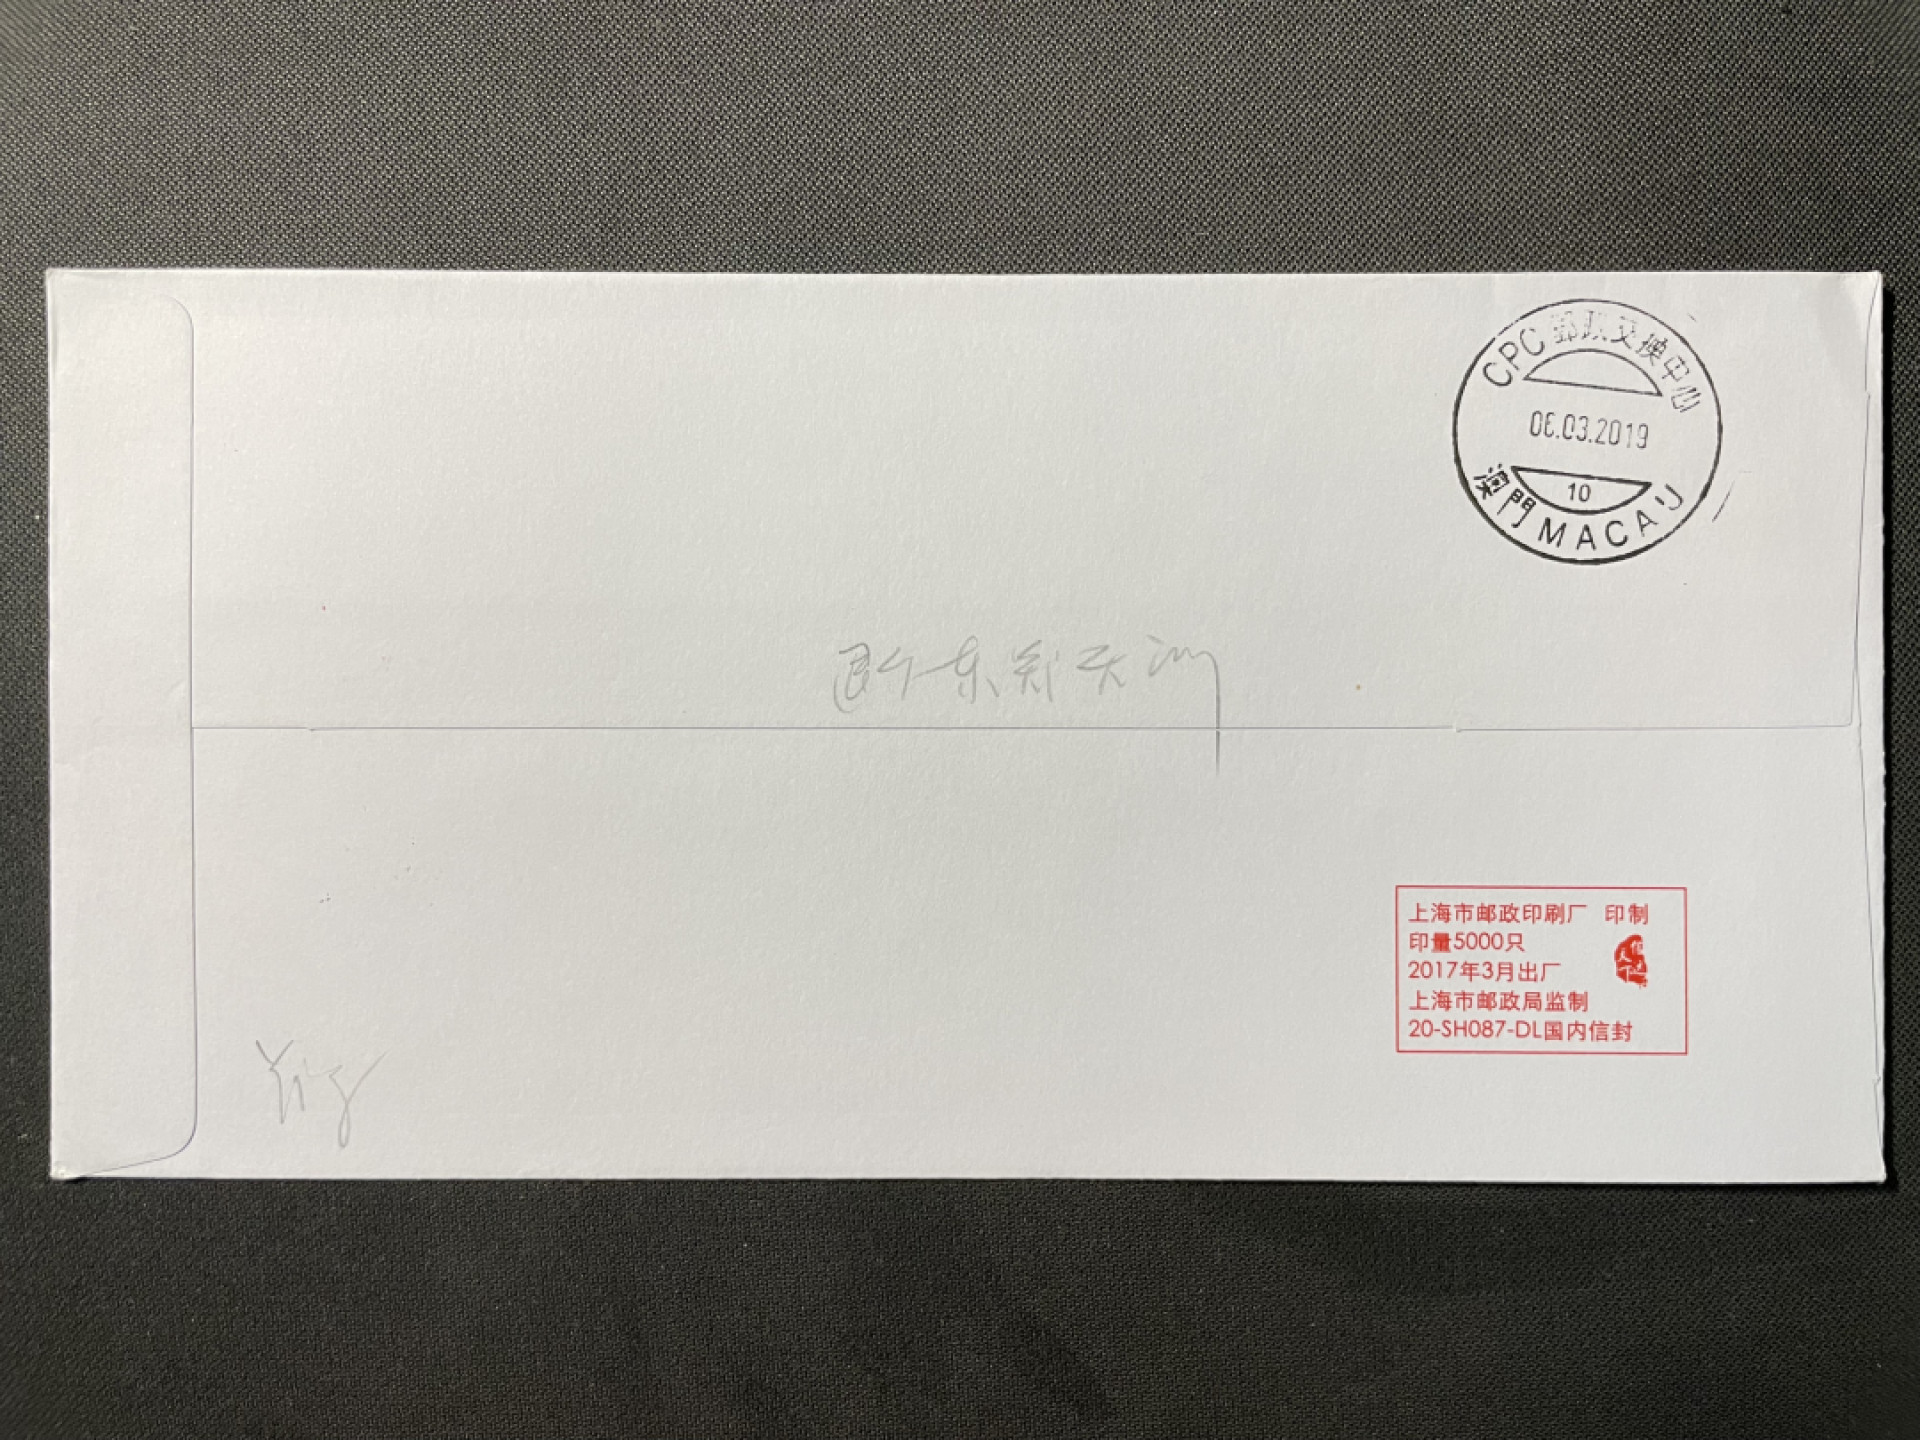 CPC 郵政交換中心
06.03.2019
10
澳門 MACAU
上海市邮政印刷厂 印制
印量5000只
2017年3月出厂
上海市邮政局监制
20-SH087-DL国内信封